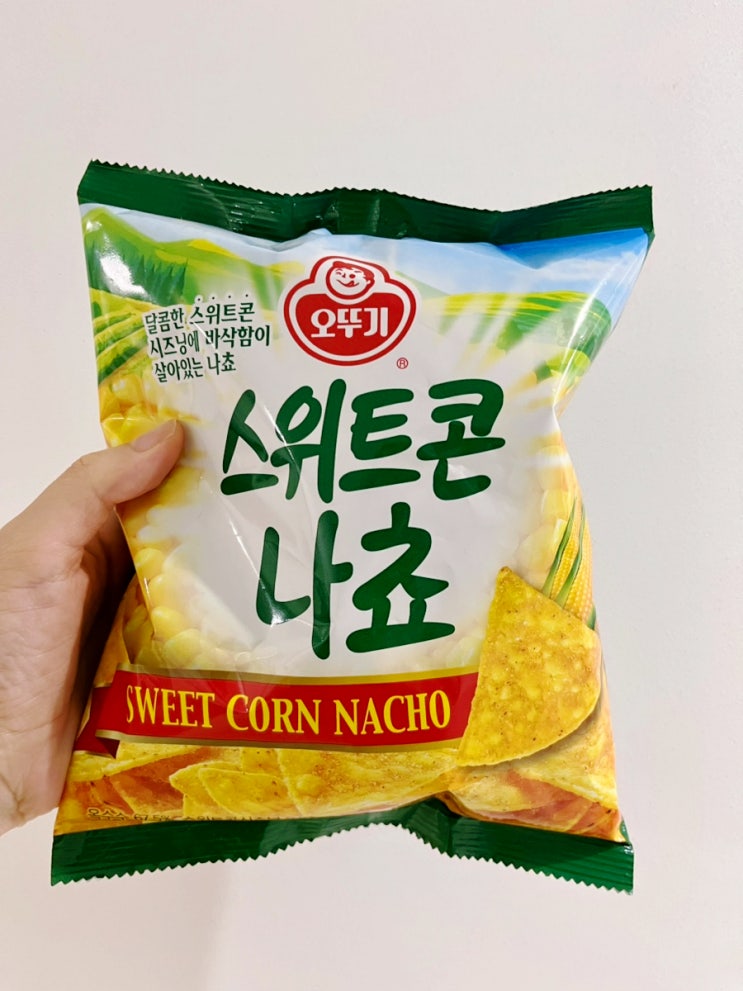 오뚜기
®
달콤한 스위트콘
시즈닝에 바삭함이
살아있는 나쵸
스위트콘
나쵸
SWEET CORN NACHO